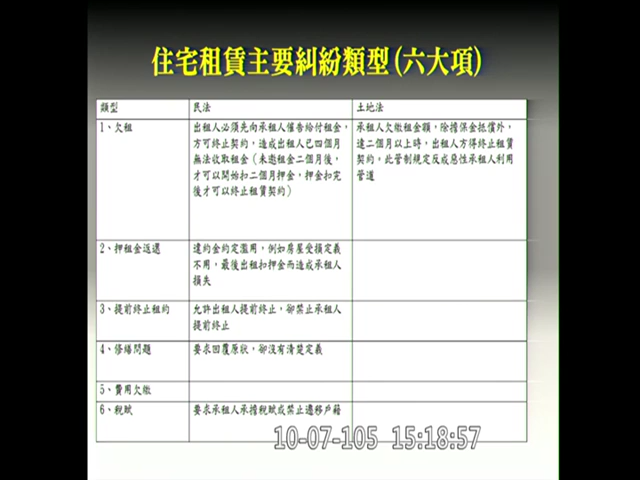 住宅租賃主要糾紛類型(六大項)
類型
民法
土地法
1、欠租
出租人必須先向承租人催告給付租金,
方可終止契約,造成出租人已四個月
無法收取租金(未邀租金二個月後,
才可以開始扣二個月押金,押金扣完
後才可以終止租賃契約)
承租人欠繳租金額,除擔保金抵償外,
達二個月以上時,出租人方得終止租賃
契約。此管制規定反成惡性承租人利用
管道
2、押租金返還
違約金約定濫用,例如房屋受損定義
不用,最後出租扣押金而造成承租人
損失
3、提前終止租約
允許出租人提前終止,卻禁止承租人
提前終止
4、修繕問題
要求回覆原狀,卻沒有清楚定義
5、費用欠繳
6、稅賦
要求承租人承擔稅賦或禁止遷移戶籍
10-07-105 15:18:57